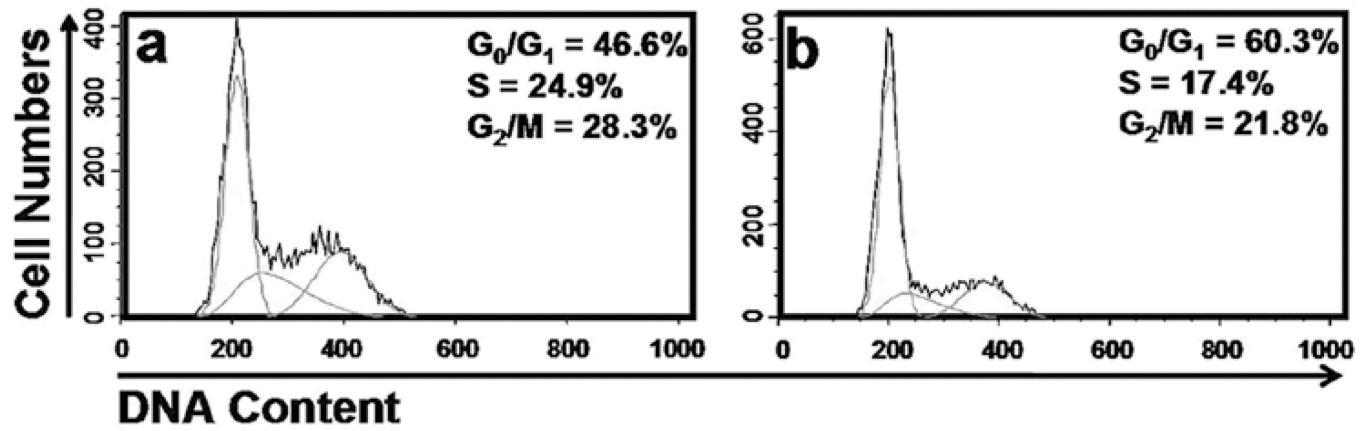 Cell Numbers
a
G₀/G₁ = 46.6%
S = 24.9%
G₂/M = 28.3%
400
300
200
100
0
0 200 400 600 800 1000
b
G₀/G₁ = 60.3%
S = 17.4%
G₂/M = 21.8%
600
400
200
0
0 200 400 600 800 1000
DNA Content